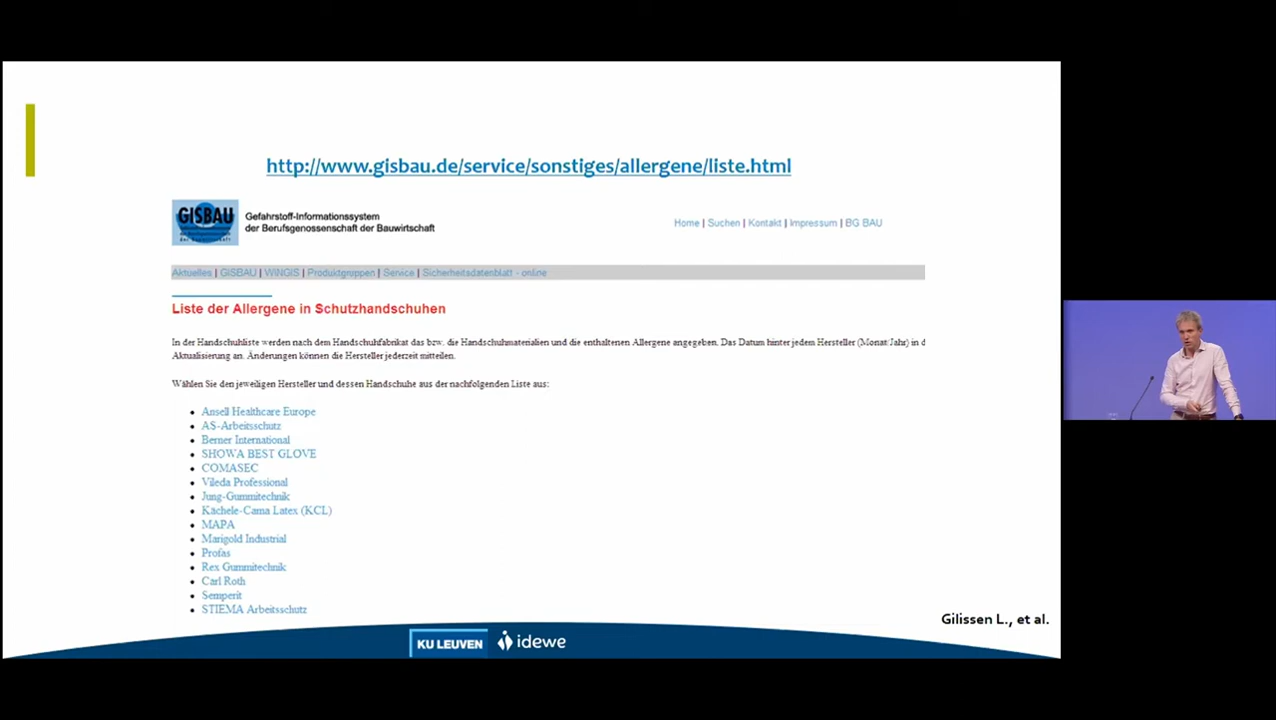 http://www.gisbau.de/service/sonstiges/allergene/liste.html
GISBAU
Gefahrstoff-Informationssystem
der Berufsgenossenschaft der Bauwirtschaft
Home | Suchen | Kontakt | Impressum | BG BAU
Aktuelles | GISBAU | WINGIS | Produktgruppen | Service | Sicherheitsdatenblatt - online
Liste der Allergene in Schutzhandschuhen
In der Handschuhliste werden nach dem Handschuhfabrikat das bzw. die Handschuhmaterialien und die enthaltenen Allergene angegeben. Das Datum hinter jedem Hersteller (Monat/Jahr) in d
Aktualisierung an. Änderungen können die Hersteller jederzeit mitteilen.
Wählen Sie den jeweiligen Hersteller und dessen Handschuhe aus der nachfolgenden Liste aus:
Ansell Healthcare Europe
AS-Arbeitsschutz
Berner International
SHOWA BEST GLOVE
COMASEC
Vileda Professional
Jung-Gummitechnik
Kächele-Cama Latex (KCL)
MAPA
Marigold Industrial
Profas
Rex Gummitechnik
Carl Roth
Semperit
STIEMA Arbeitsschutz
Gilissen L., et al.
KU LEUVEN
idewe